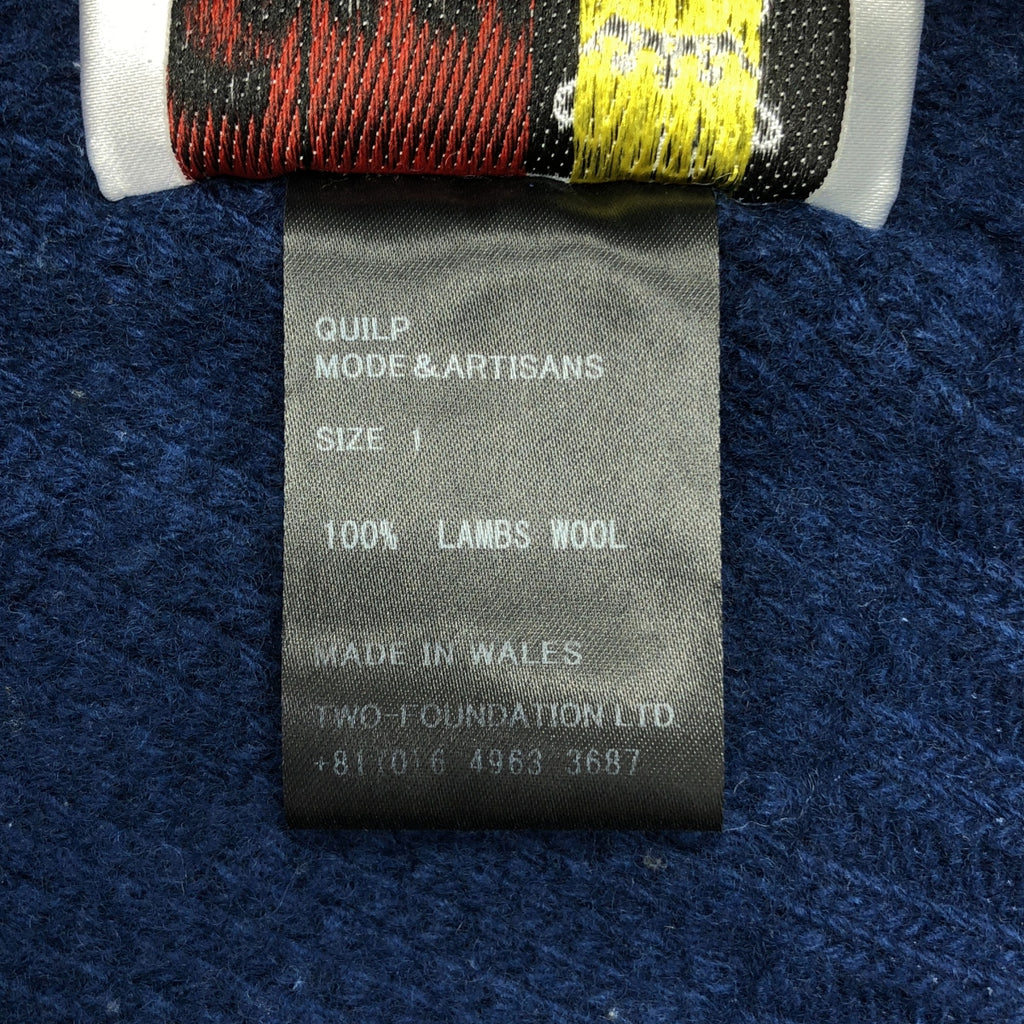 QUILP
MODE&ARTISANS
SIZE 1
100% LAMBS WOOL
MADE IN WALES
TWO-FOUNDATION LTD
+81(0)6 4963 3687